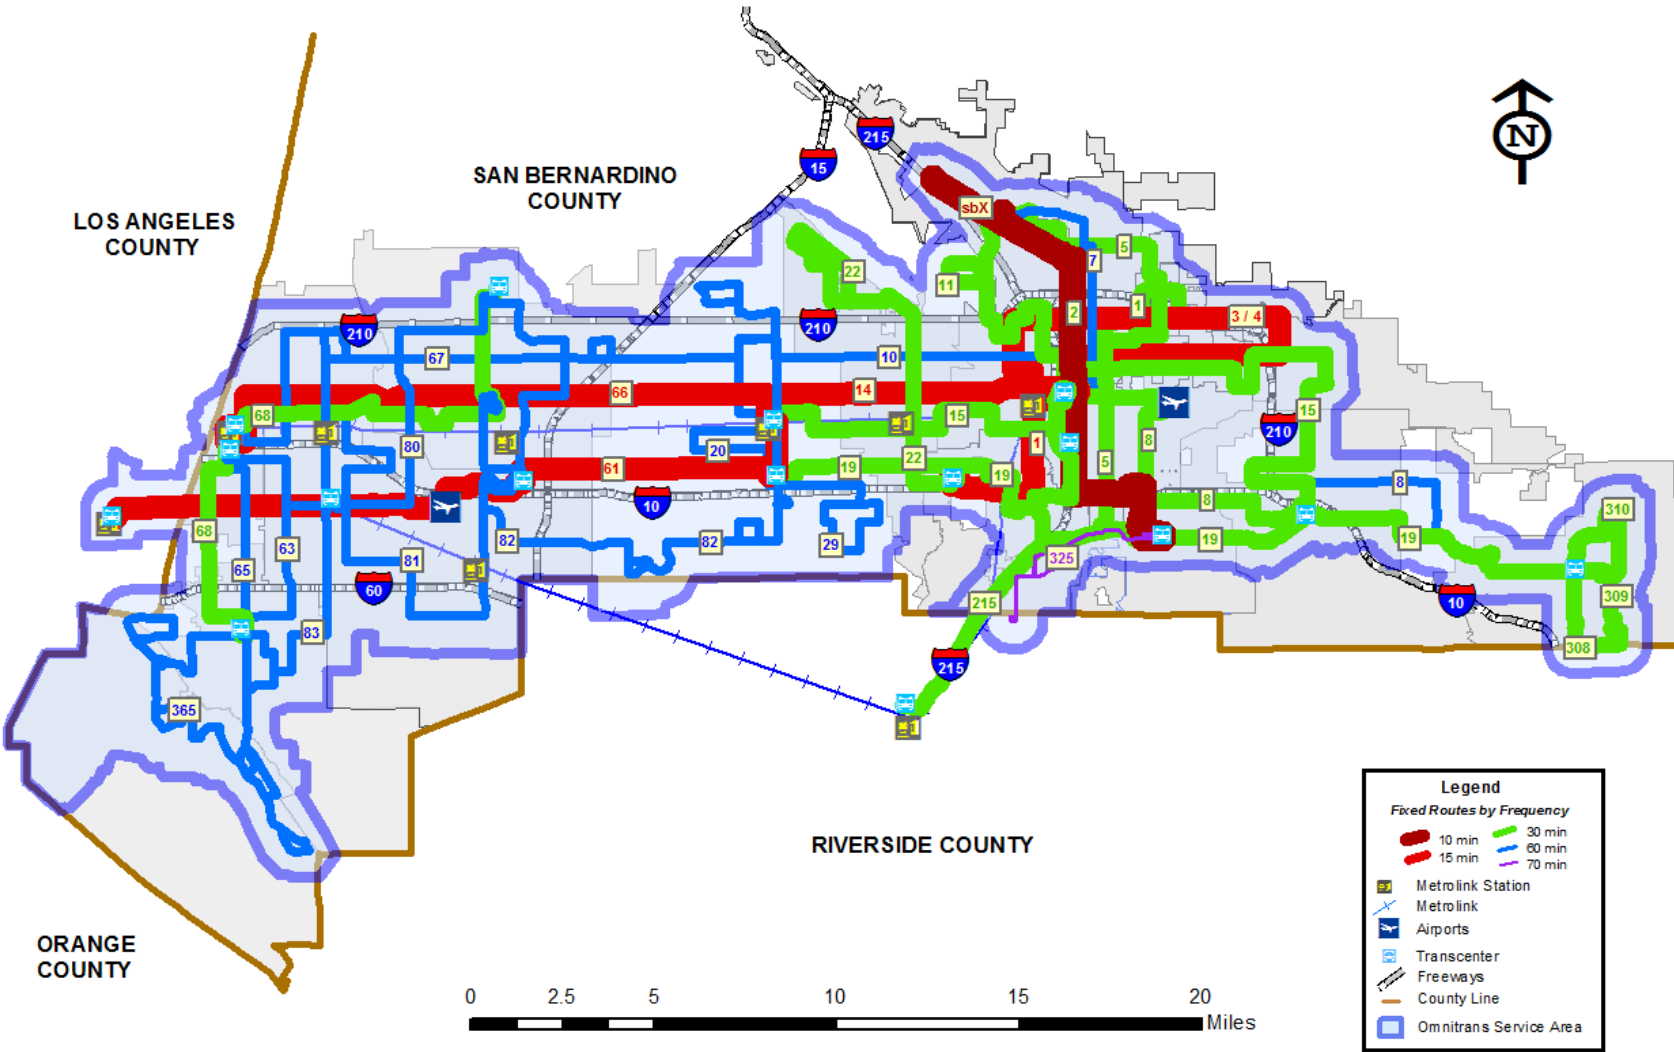 215
15
N
SAN BERNARDINO
COUNTY
LOS ANGELES
COUNTY
sbX
5
7
22
11
2
1
3 / 4
210
210
67
10
66
14
68
15
15
210
80
20
1
5
8
61
19
22
19
8
10
68
8
310
63
82
82
29
19
19
65
81
325
60
215
10
309
83
308
215
365
RIVERSIDE COUNTY
ORANGE
COUNTY
0 2.5 5 10 15 20
Miles
Legend
Fixed Routes by Frequency
10 min
30 min
15 min
60 min
70 min
Metrolink Station
Metrolink
Airports
Transcenter
Freeways
County Line
Omnitrans Service Area